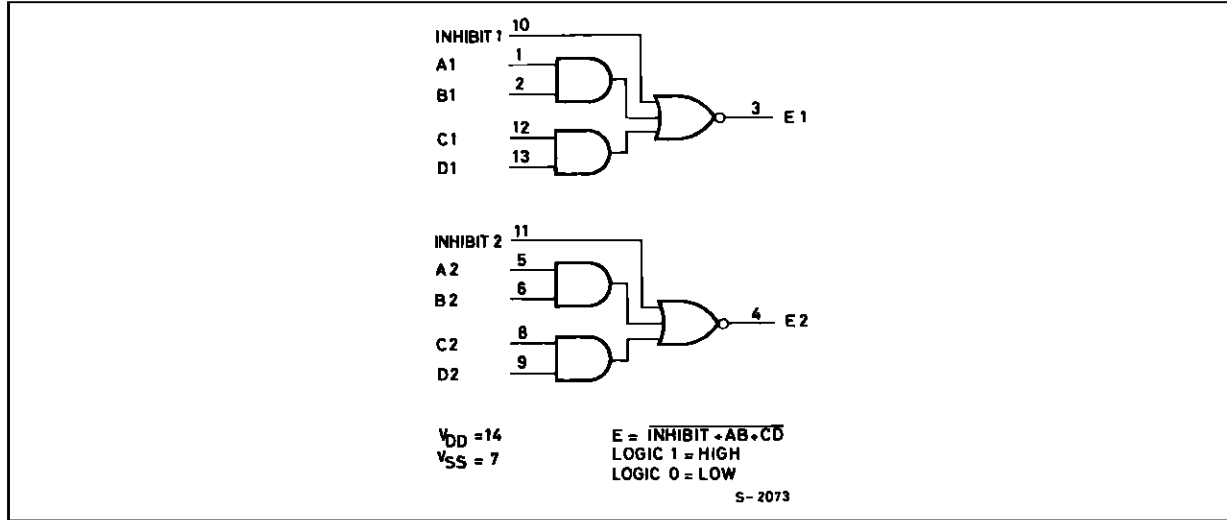 INHIBIT 1 10
A1 1
B1 2
C1 12
D1 13
3 E1
INHIBIT 2 11
A2 5
B2 6
C2 8
D2 9
4 E2
VDD = 14
VSS = 7
E = INHIBIT + AB + CD
LOGIC 1 = HIGH
LOGIC 0 = LOW
S-2073